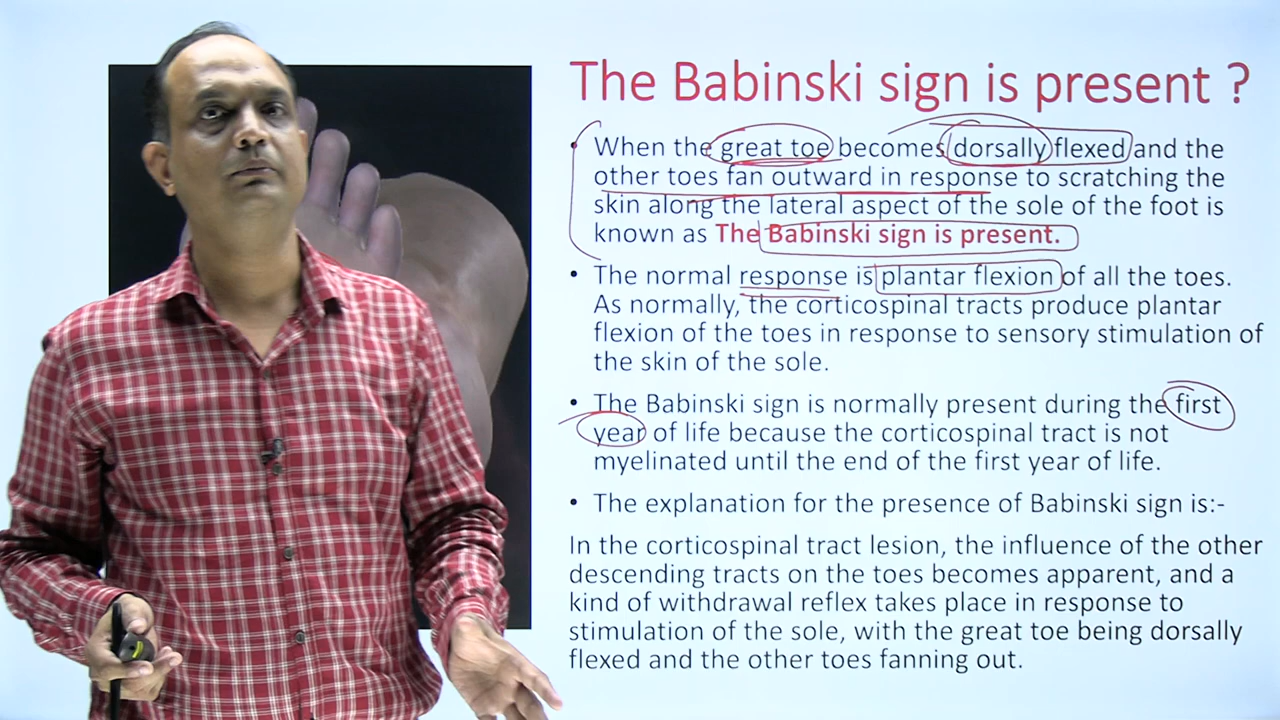 The Babinski sign is present ?
• When the great toe becomes dorsally flexed and the
other toes fan outward in response to scratching the
skin along the lateral aspect of the sole of the foot is
known as The Babinski sign is present.
• The normal response is plantar flexion of all the toes.
As normally, the corticospinal tracts produce plantar
flexion of the toes in response to sensory stimulation of
the skin of the sole.
• The Babinski sign is normally present during the first
year of life because the corticospinal tract is not
myelinated until the end of the first year of life.
• The explanation for the presence of Babinski sign is:-
In the corticospinal tract lesion, the influence of the other
descending tracts on the toes becomes apparent, and a
kind of withdrawal reflex takes place in response to
stimulation of the sole, with the great toe being dorsally
flexed and the other toes fanning out.